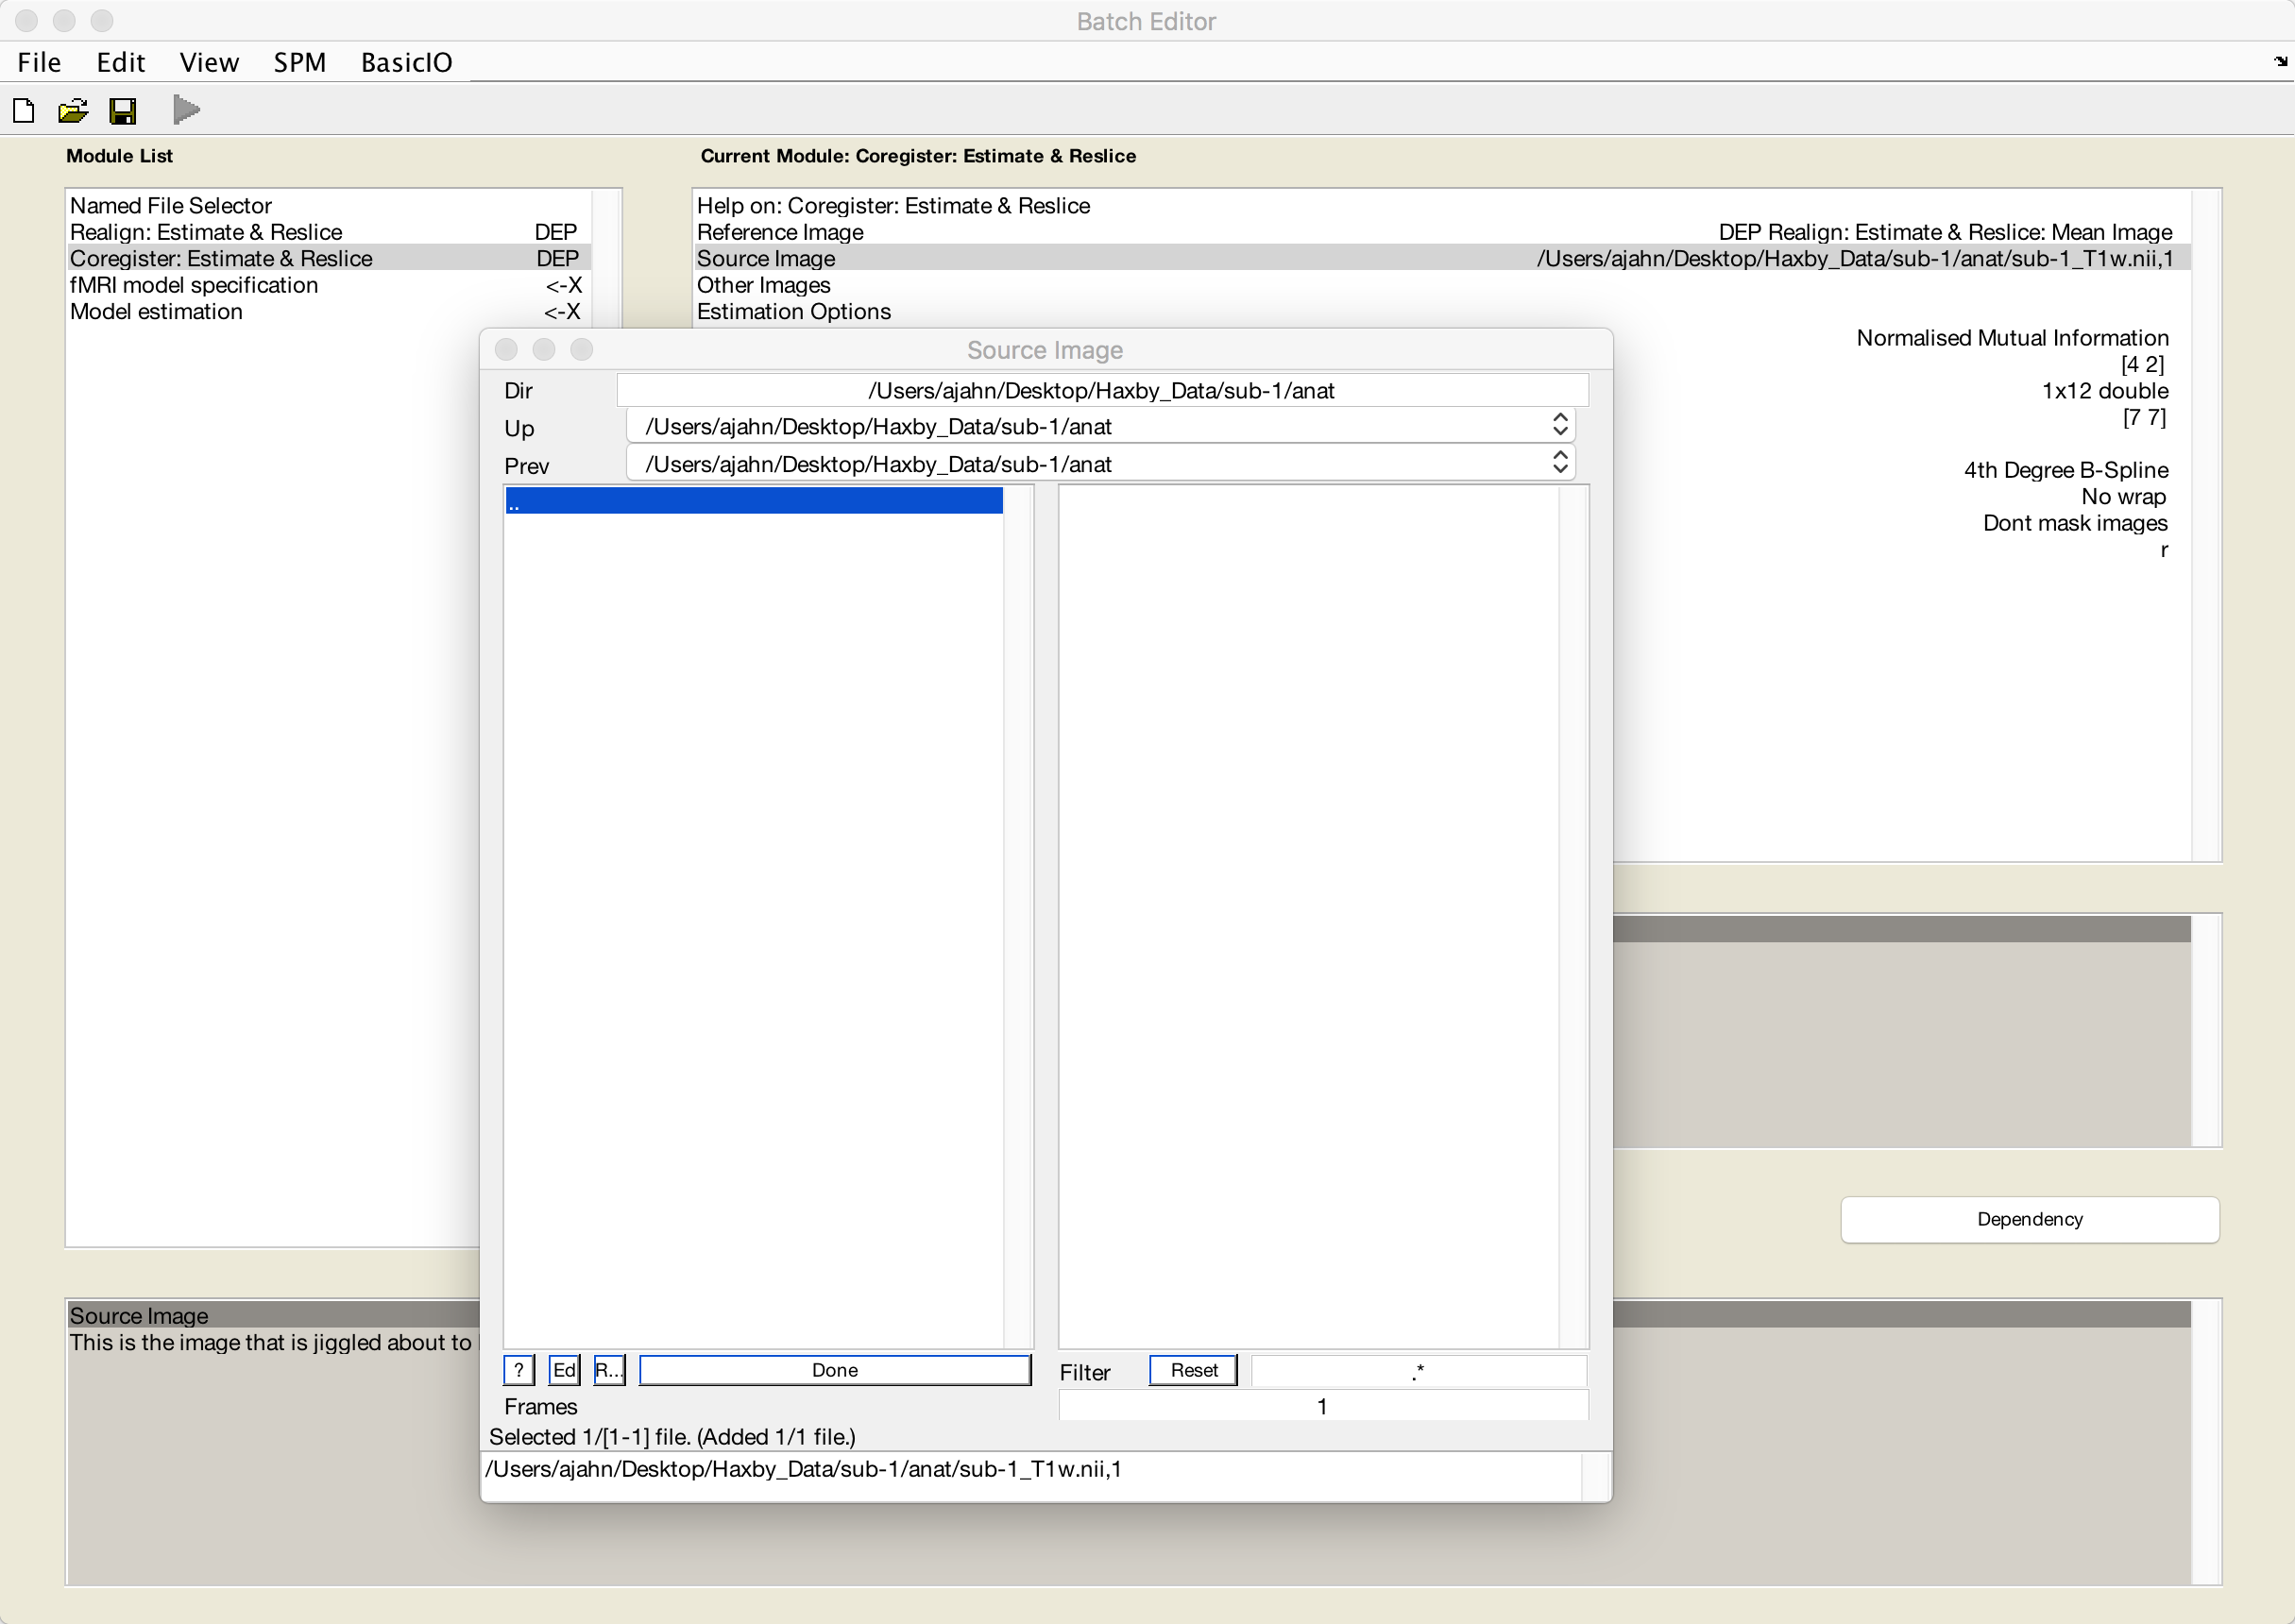 Batch Editor
File Edit View SPM BasicIO
Module List
Named File Selector
Realign: Estimate & Reslice DEP
Coregister: Estimate & Reslice DEP
fMRI model specification <-X
Model estimation <-X
Current Module: Coregister: Estimate & Reslice
Help on: Coregister: Estimate & Reslice
Reference Image DEP Realign: Estimate & Reslice: Mean Image
Source Image /Users/ajahn/Desktop/Haxby_Data/sub-1/anat/sub-1_T1w.nii,1
Other Images
Estimation Options
Normalised Mutual Information
[4 2]
1x12 double
[7 7]
4th Degree B-Spline
No wrap
Dont mask images
r
Source Image
Dir /Users/ajahn/Desktop/Haxby_Data/sub-1/anat
Up /Users/ajahn/Desktop/Haxby_Data/sub-1/anat
Prev /Users/ajahn/Desktop/Haxby_Data/sub-1/anat
..
? Ed R... Done
Filter Reset .*
Frames 1
Selected 1/[1-1] file. (Added 1/1 file.)
/Users/ajahn/Desktop/Haxby_Data/sub-1/anat/sub-1_T1w.nii,1
Dependency
Source Image
This is the image that is jiggled about to